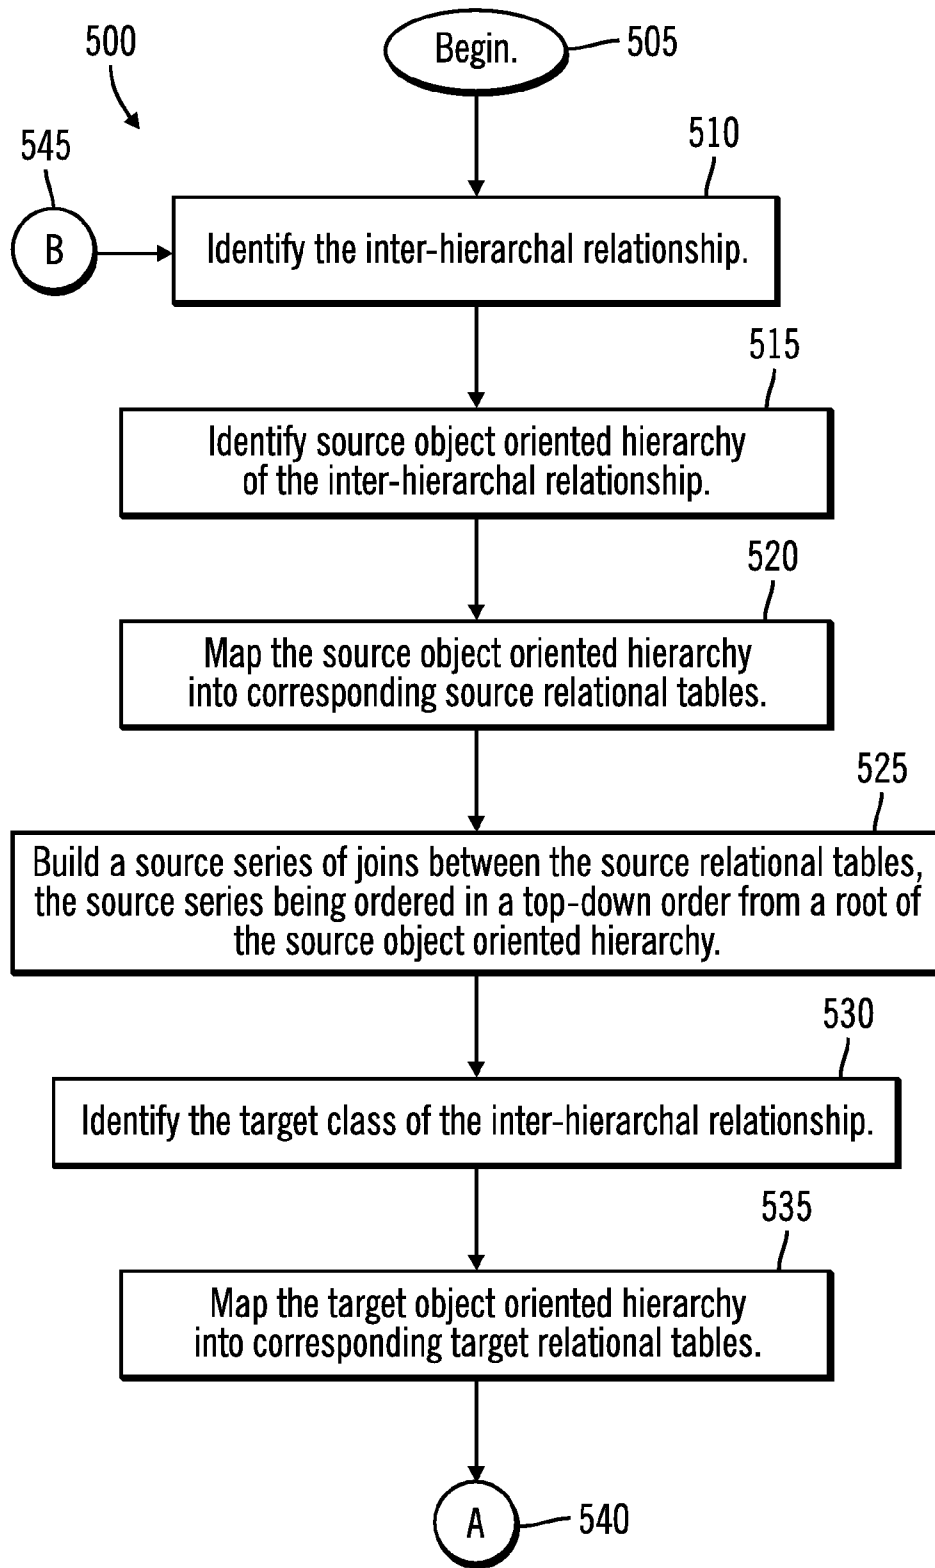 500
Begin.
505
545
B
510
Identify the inter-hierarchal relationship.
515
Identify source object oriented hierarchy
of the inter-hierarchal relationship.
520
Map the source object oriented hierarchy
into corresponding source relational tables.
525
Build a source series of joins between the source relational tables,
the source series being ordered in a top-down order from a root of
the source object oriented hierarchy.
530
Identify the target class of the inter-hierarchal relationship.
535
Map the target object oriented hierarchy
into corresponding target relational tables.
A
540